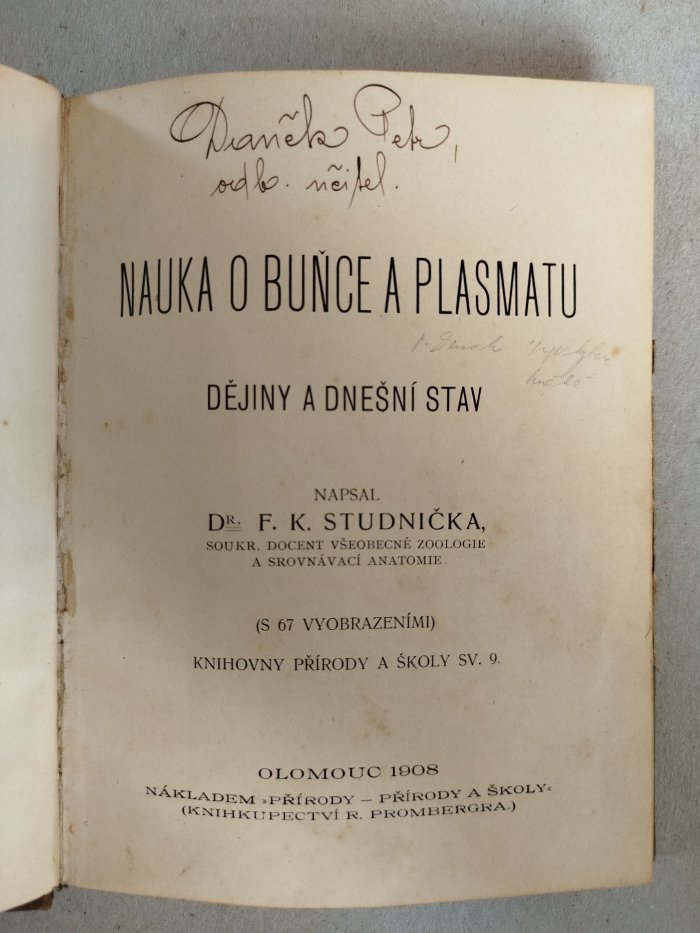 Petr,
odb. učitel.
NAUKA O BUŇCE A PLASMATU
DĚJINY A DNEŠNÍ STAV
NAPSAL
DR. F. K. STUDNIČKA,
SOUKR. DOCENT VŠEOBECNÉ ZOOLOGIE
A SROVNÁVACÍ ANATOMIE.
(S 67 VYOBRAZENÍMI)
KNIHOVNY PŘÍRODY A ŠKOLY SV. 9.
OLOMOUC 1908
NÁKLADEM »PŘÍRODY — PŘÍRODY A ŠKOLY«
(KNIHKUPECTVÍ R. PROMBERGRA.)